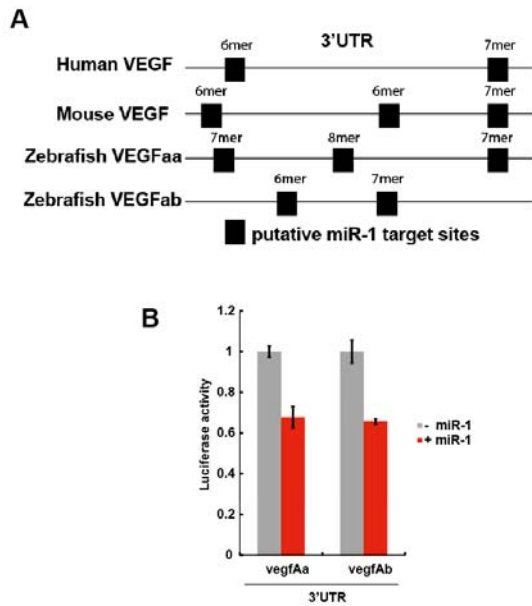 A
3'UTR
6mer 7mer
Human VEGF
6mer 6mer 7mer
Mouse VEGF
7mer 8mer 7mer
Zebrafish VEGFaa
6mer 7mer
Zebrafish VEGFab
putative miR-1 target sites
B
1.2
1
0.8
0.6
0.4
0.2
0
Luciferase activity
- miR-1
+ miR-1
vegfAa vegfAb
3'UTR